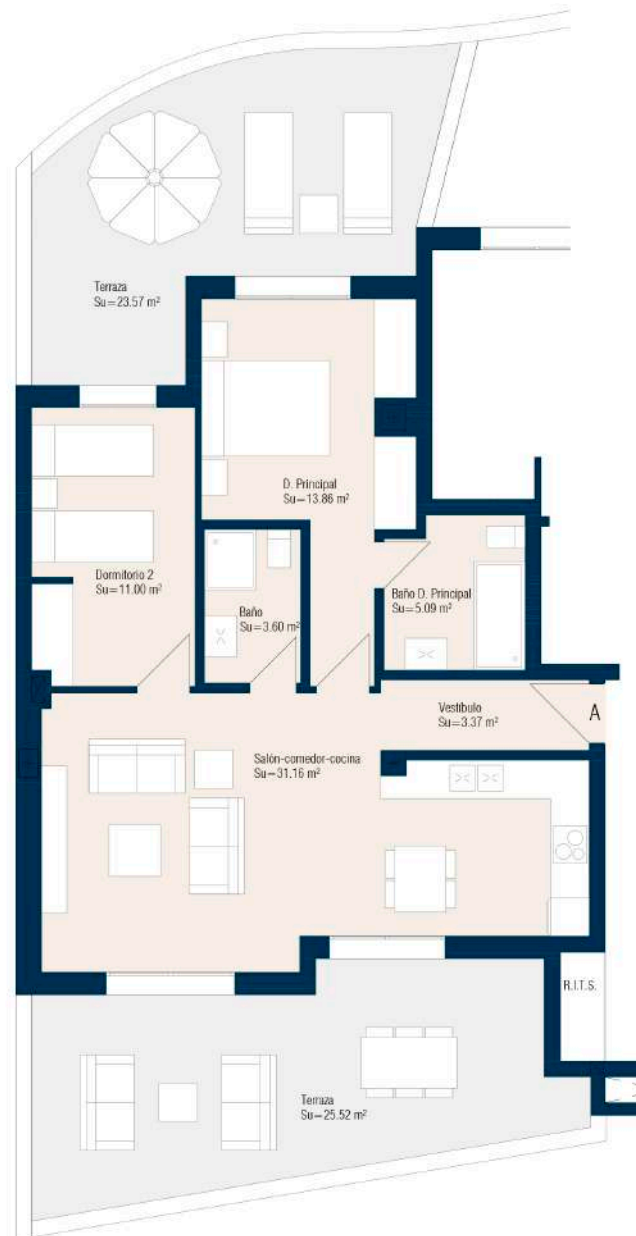 Terraza
Su=23.57 m²
D. Principal
Su=13.86 m²
Dormitorio 2
Su=11.00 m²
Baño
Su=3.60 m²
Baño D. Principal
Su=5.09 m²
Vestíbulo
Su=3.37 m²
A
Salón-comedor-cocina
Su=31.16 m²
R.I.T.S.
Terraza
Su=25.52 m²